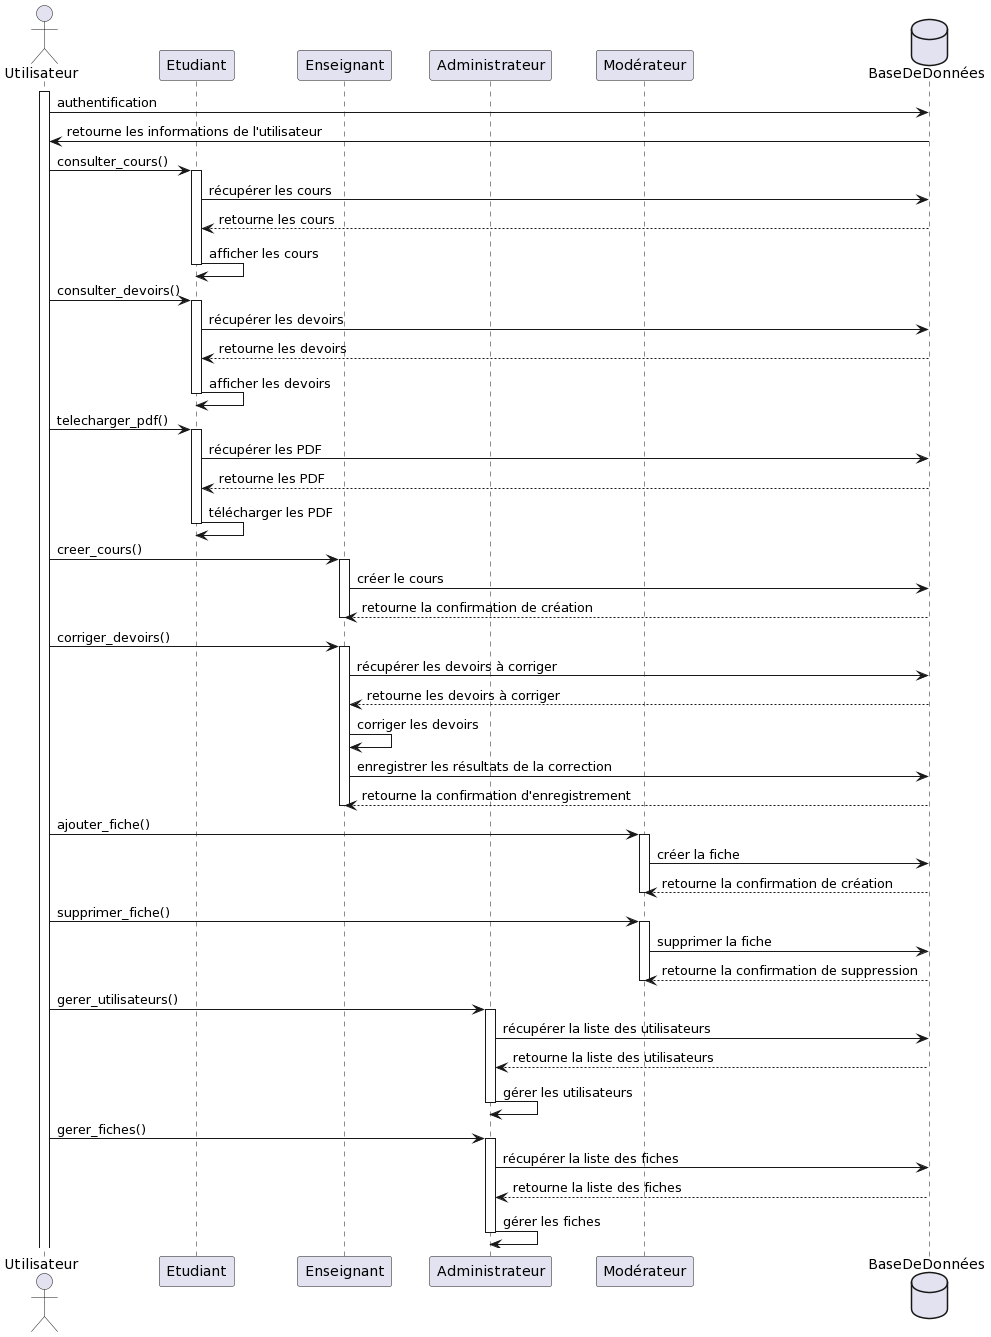 Utilisateur
Etudiant
Enseignant
Administrateur
Modérateur
BaseDeDonnées
authentification
retourne les informations de l'utilisateur
consulter_cours()
récupérer les cours
retourne les cours
afficher les cours
consulter_devoirs()
récupérer les devoirs
retourne les devoirs
afficher les devoirs
telecharger_pdf()
récupérer les PDF
retourne les PDF
télécharger les PDF
creer_cours()
créer le cours
retourne la confirmation de création
corriger_devoirs()
récupérer les devoirs à corriger
retourne les devoirs à corriger
corriger les devoirs
enregistrer les résultats de la correction
retourne la confirmation d'enregistrement
ajouter_fiche()
créer la fiche
retourne la confirmation de création
supprimer_fiche()
supprimer la fiche
retourne la confirmation de suppression
gerer_utilisateurs()
récupérer la liste des utilisateurs
retourne la liste des utilisateurs
gérer les utilisateurs
gerer_fiches()
récupérer la liste des fiches
retourne la liste des fiches
gérer les fiches
Utilisateur
Etudiant
Enseignant
Administrateur
Modérateur
BaseDeDonnées